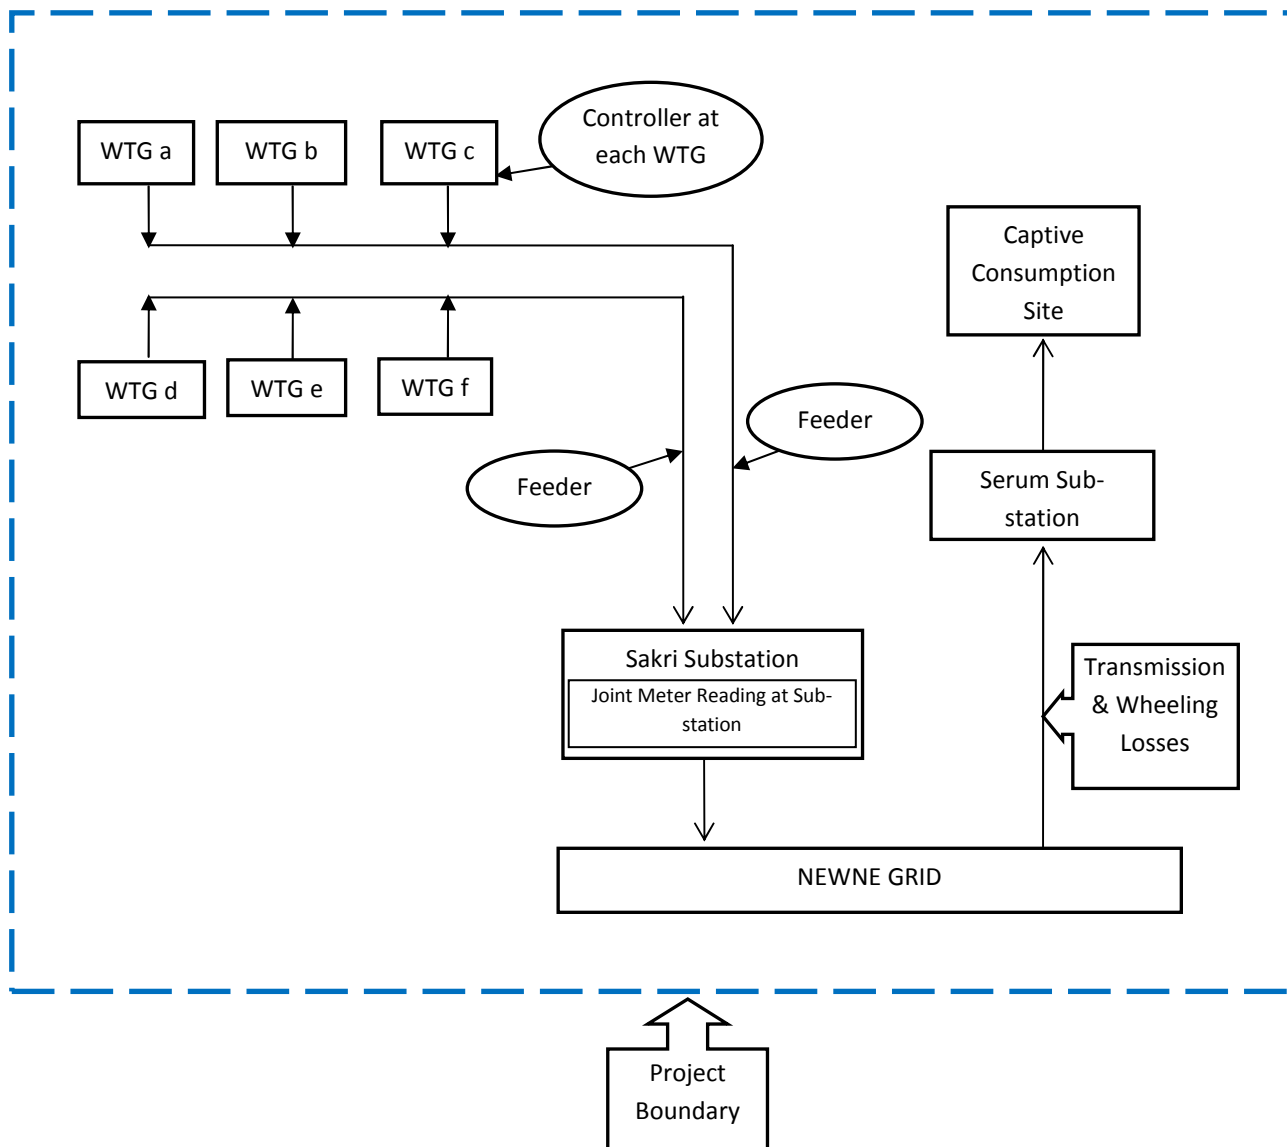 Controller at
each WTG
WTG a
WTG b
WTG c
Captive
Consumption
Site
WTG d
WTG e
WTG f
Feeder
Feeder
Serum Sub-
station
Sakri Substation
Joint Meter Reading at Sub-
station
Transmission
& Wheeling
Losses
NEWNE GRID
Project
Boundary